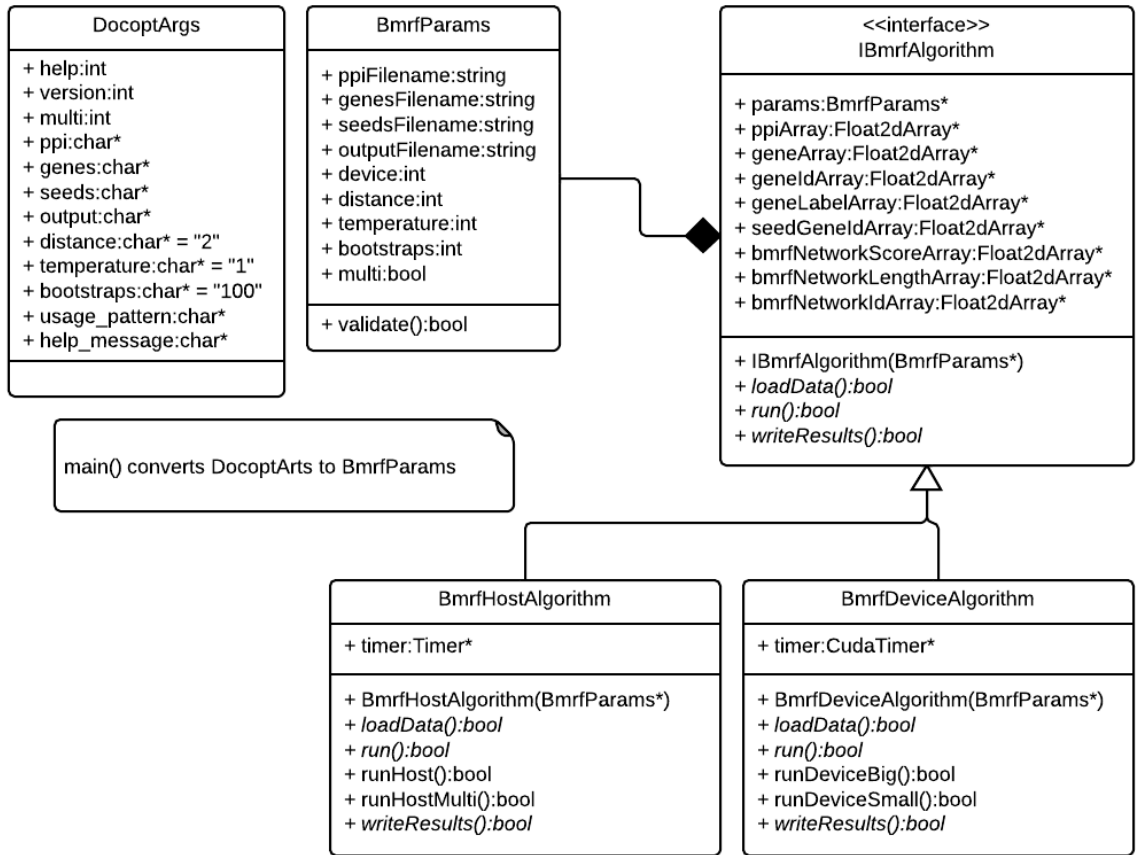 DocoptArgs
+ help:int
+ version:int
+ multi:int
+ ppi:char*
+ genes:char*
+ seeds:char*
+ output:char*
+ distance:char* = "2"
+ temperature:char* = "1"
+ bootstraps:char* = "100"
+ usage_pattern:char*
+ help_message:char*
BmrfParams
+ ppiFilename:string
+ genesFilename:string
+ seedsFilename:string
+ outputFilename:string
+ device:int
+ distance:int
+ temperature:int
+ bootstraps:int
+ multi:bool
+ validate():bool
<<interface>>
IBmrfAlgorithm
+ params:BmrfParams*
+ ppiArray:Float2dArray*
+ geneArray:Float2dArray*
+ geneIdArray:Float2dArray*
+ geneLabelArray:Float2dArray*
+ seedGeneIdArray:Float2dArray*
+ bmrfNetworkScoreArray:Float2dArray*
+ bmrfNetworkLengthArray:Float2dArray*
+ bmrfNetworkIdArray:Float2dArray*
+ IBmrfAlgorithm(BmrfParams*)
+ loadData():bool
+ run():bool
+ writeResults():bool
main() converts DocoptArts to BmrfParams
BmrfHostAlgorithm
+ timer:Timer*
+ BmrfHostAlgorithm(BmrfParams*)
+ loadData():bool
+ run():bool
+ runHost():bool
+ runHostMulti():bool
+ writeResults():bool
BmrfDeviceAlgorithm
+ timer:CudaTimer*
+ BmrfDeviceAlgorithm(BmrfParams*)
+ loadData():bool
+ run():bool
+ runDeviceBig():bool
+ runDeviceSmall():bool
+ writeResults():bool